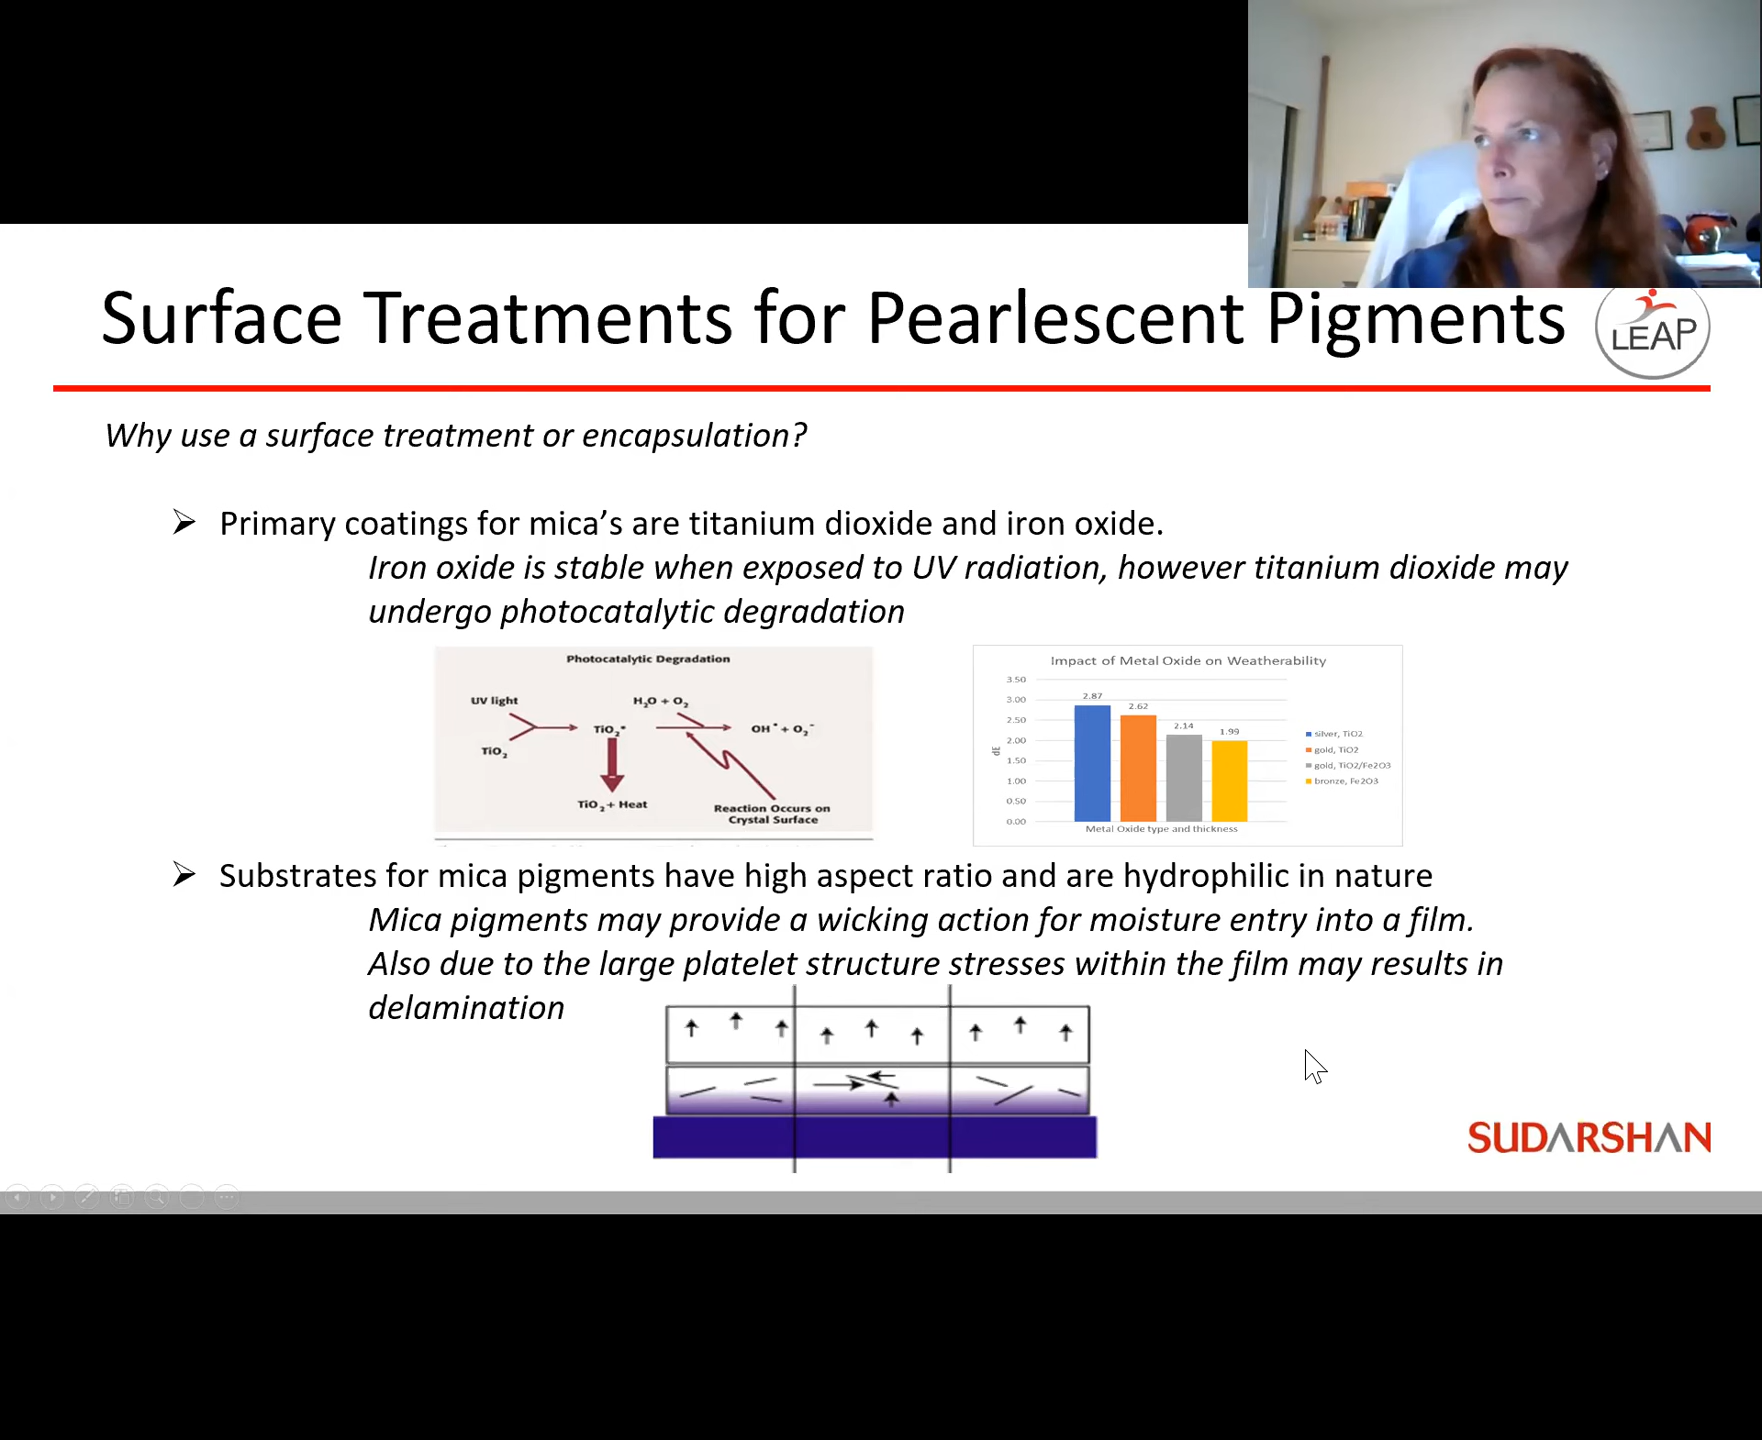 Surface Treatments for Pearlescent Pigments
LEAP
Why use a surface treatment or encapsulation?
Primary coatings for mica’s are titanium dioxide and iron oxide.
Iron oxide is stable when exposed to UV radiation, however titanium dioxide may
undergo photocatalytic degradation
Photocatalytic Degradation
UV light
H₂O + O₂
TiO₂*
OH* + O₂⁻
TiO₂
TiO₂ + Heat
Reaction Occurs on
Crystal Surface
Impact of Metal Oxide on Weatherability
3.50
3.00
2.50
2.00
1.50
1.00
0.50
0.00
dE
2.87
2.62
2.14
1.99
silver, TiO2
gold, TiO2
gold, TiO2/Fe2O3
bronze, Fe2O3
Metal Oxide type and thickness
Substrates for mica pigments have high aspect ratio and are hydrophilic in nature
Mica pigments may provide a wicking action for moisture entry into a film.
Also due to the large platelet structure stresses within the film may results in
delamination
SUDARSHAN